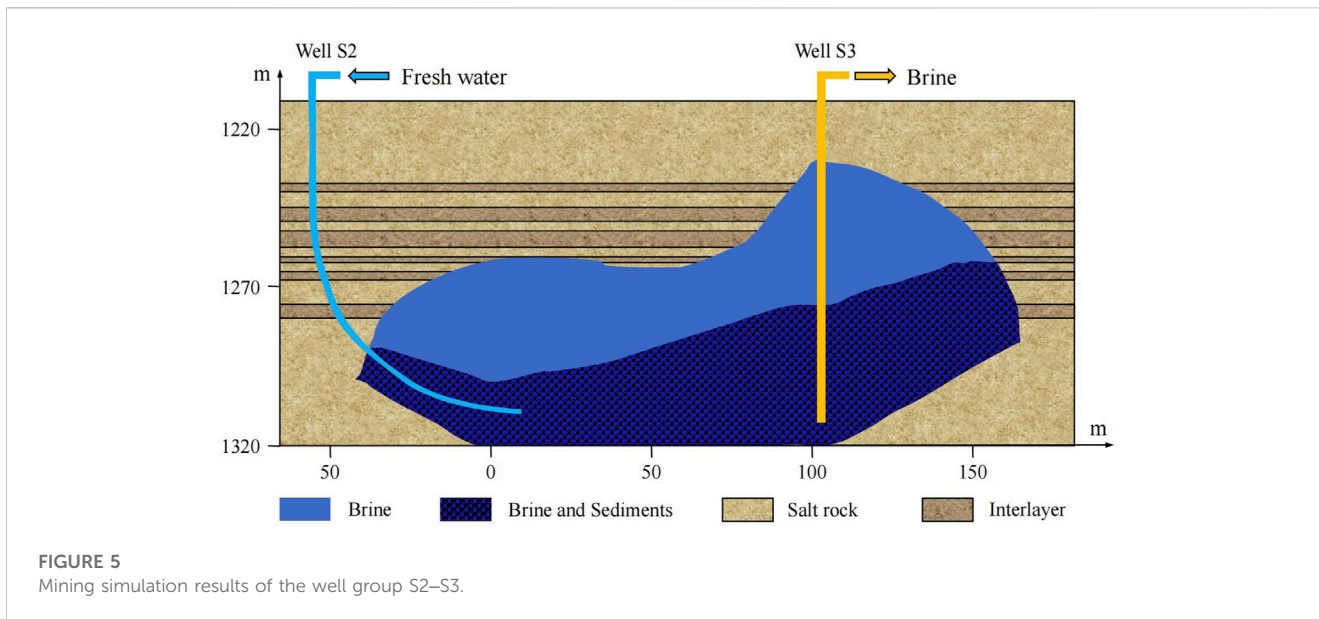 Well S2
Well S3
m
Fresh water
Brine
1220
1270
1320
m
50
0
50
100
150
Brine
Brine and Sediments
Salt rock
Interlayer
FIGURE 5
Mining simulation results of the well group S2–S3.